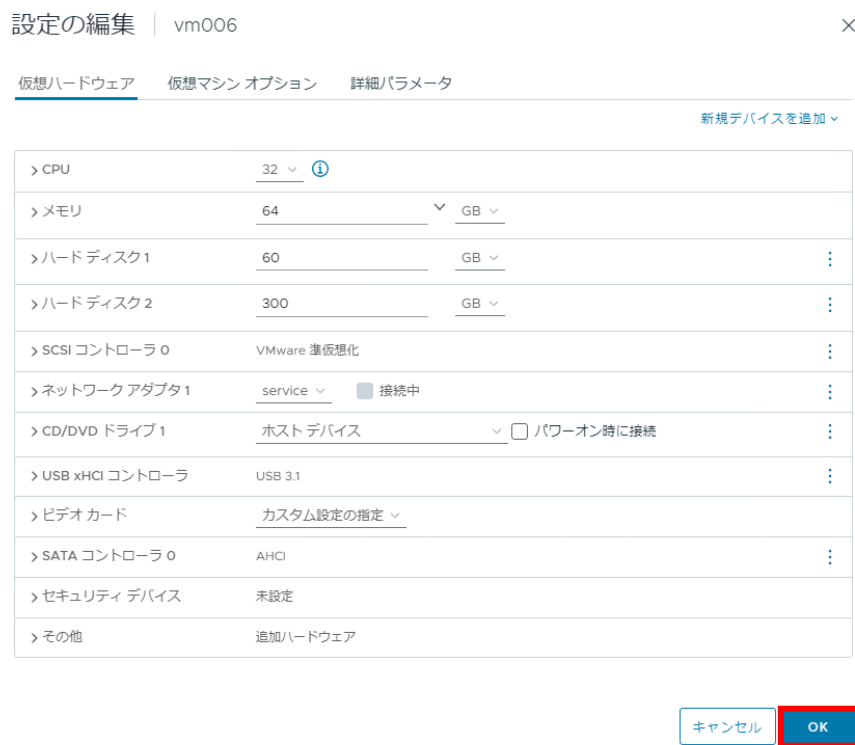 設定の編集 vm006
仮想ハードウェア 仮想マシン オプション 詳細パラメータ
新規デバイスを追加
CPU 32
メモリ 64 GB
ハード ディスク 1 60 GB
ハード ディスク 2 300 GB
SCSI コントローラ 0 VMware 準仮想化
ネットワーク アダプタ 1 service 接続中
CD/DVD ドライブ 1 ホスト デバイス パワーオン時に接続
USB xHCI コントローラ USB 3.1
ビデオ カード カスタム設定の指定
SATA コントローラ 0 AHCI
セキュリティ デバイス 未設定
その他 追加ハードウェア
キャンセル OK